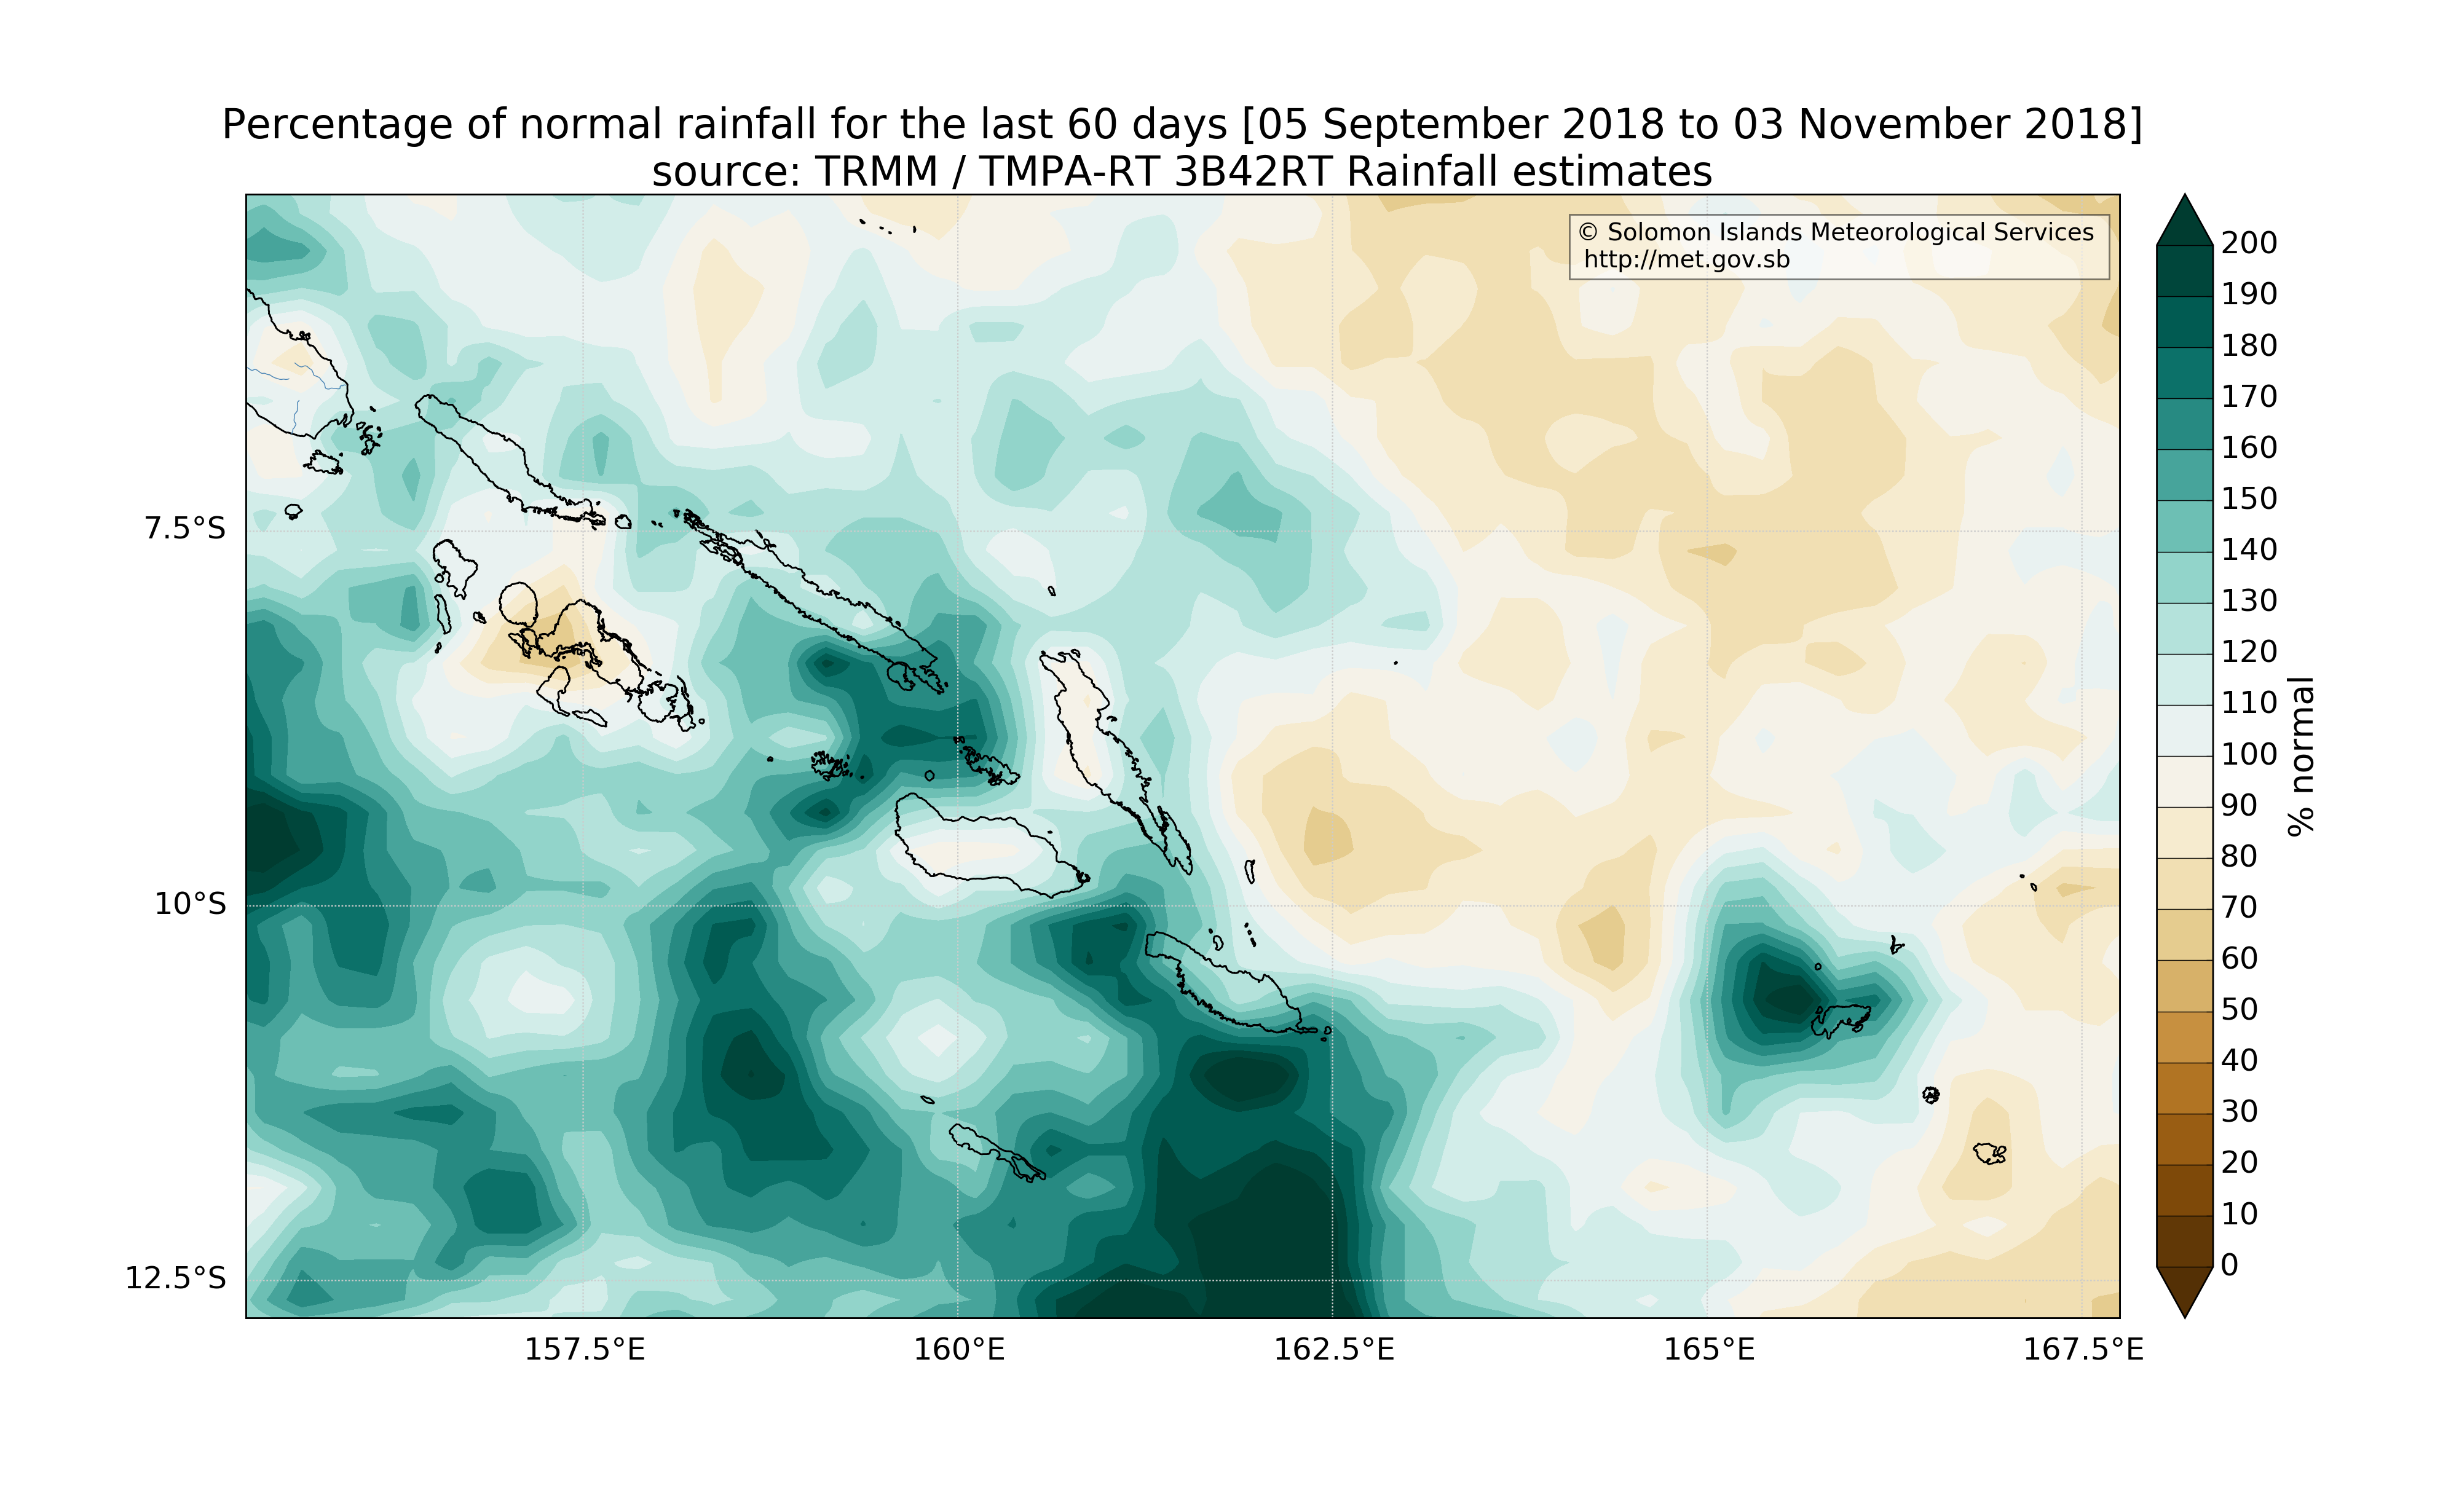 Percentage of normal rainfall for the last 60 days [05 September 2018 to 03 November 2018]
source: TRMM / TMPA-RT 3B42RT Rainfall estimates
© Solomon Islands Meteorological Services
http://met.gov.sb
7.5°S
10°S
12.5°S
157.5°E
160°E
162.5°E
165°E
167.5°E
200
190
180
170
160
150
140
130
120
110
100
90
80
70
60
50
40
30
20
10
0
% normal